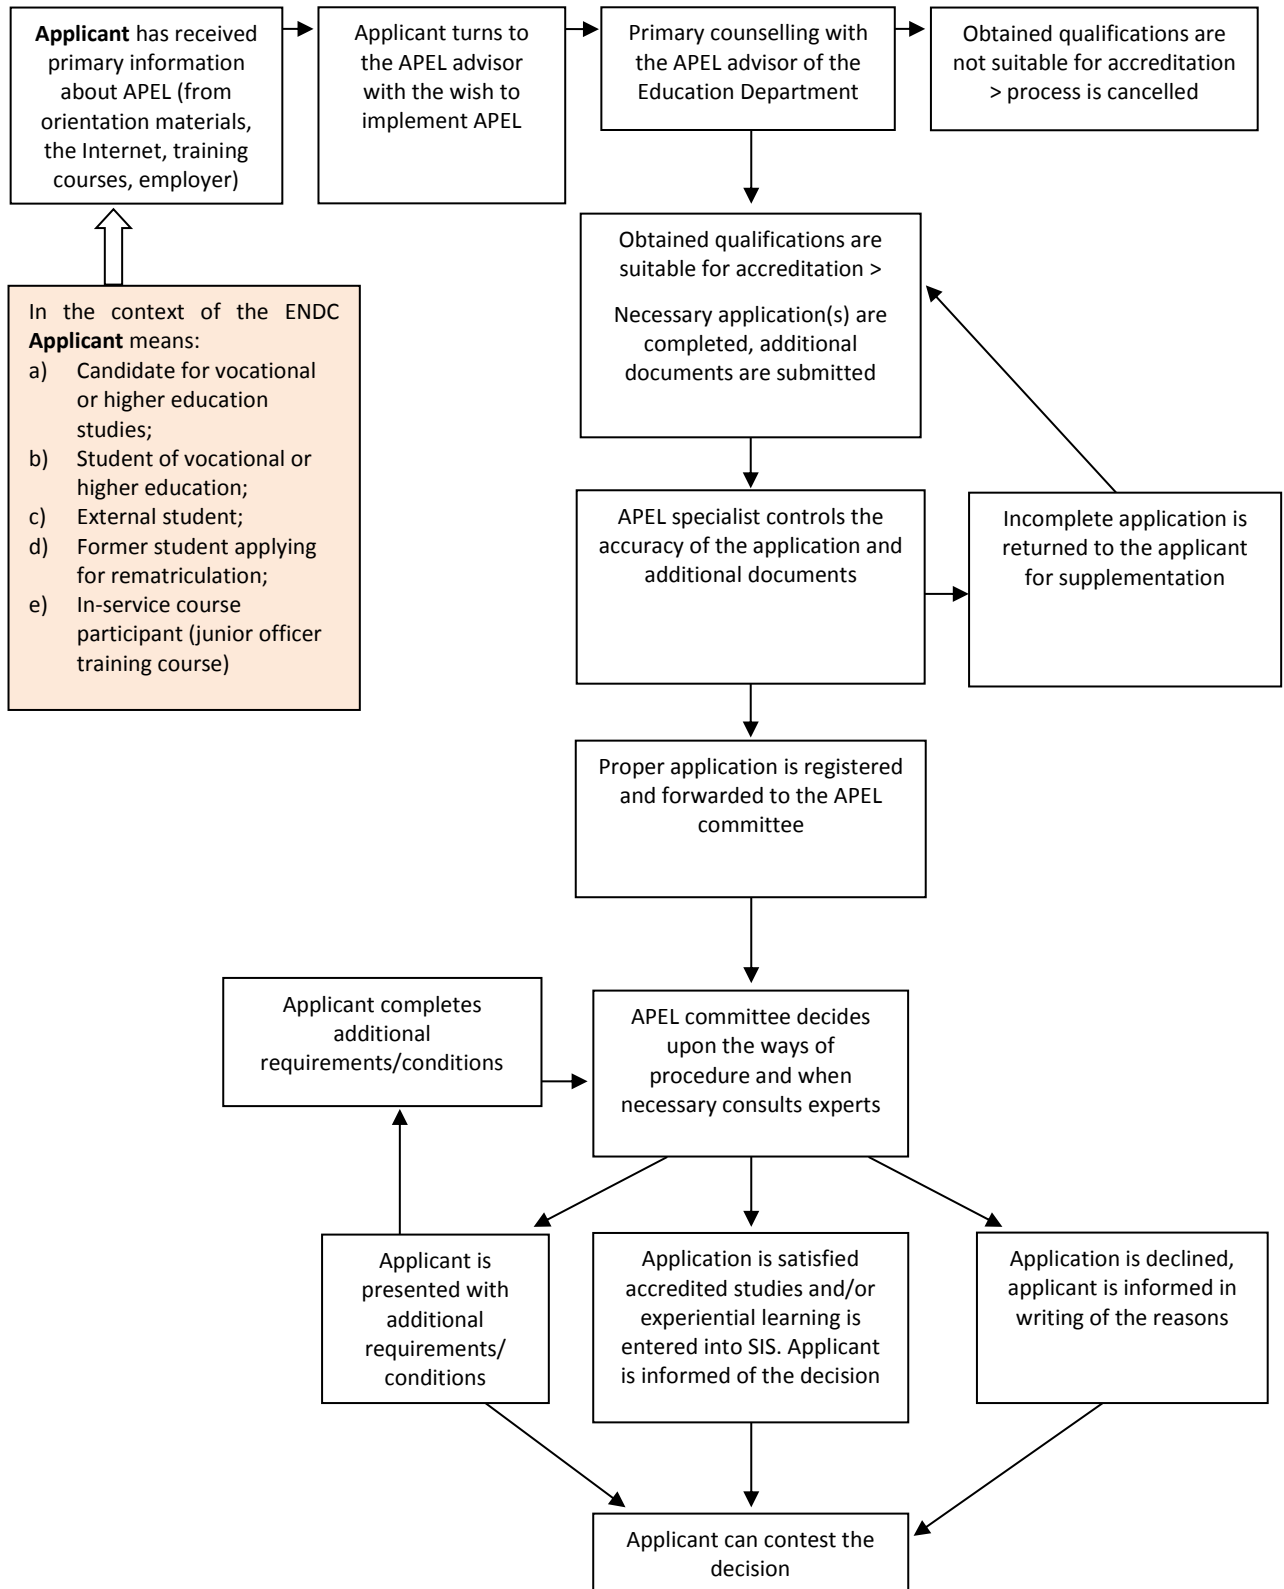 Applicant has received
primary information
about APEL (from
orientation materials,
the Internet, training
courses, employer)
Applicant turns to
the APEL advisor
with the wish to
implement APEL
Primary counselling with
the APEL advisor of the
Education Department
Obtained qualifications are
not suitable for accreditation
> process is cancelled
In the context of the ENDC
Applicant means:
a) Candidate for vocational
or higher education
studies;
b) Student of vocational or
higher education;
c) External student;
d) Former student applying
for rematriculation;
e) In-service course
participant (junior officer
training course)
Obtained qualifications are
suitable for accreditation >
Necessary application(s) are
completed, additional
documents are submitted
APEL specialist controls the
accuracy of the application and
additional documents
Incomplete application is
returned to the applicant
for supplementation
Proper application is registered
and forwarded to the APEL
committee
Applicant completes
additional
requirements/conditions
APEL committee decides
upon the ways of
procedure and when
necessary consults experts
Applicant is
presented with
additional
requirements/
conditions
Application is satisfied
accredited studies and/or
experiential learning is
entered into SIS. Applicant
is informed of the decision
Application is declined,
applicant is informed in
writing of the reasons
Applicant can contest the
decision